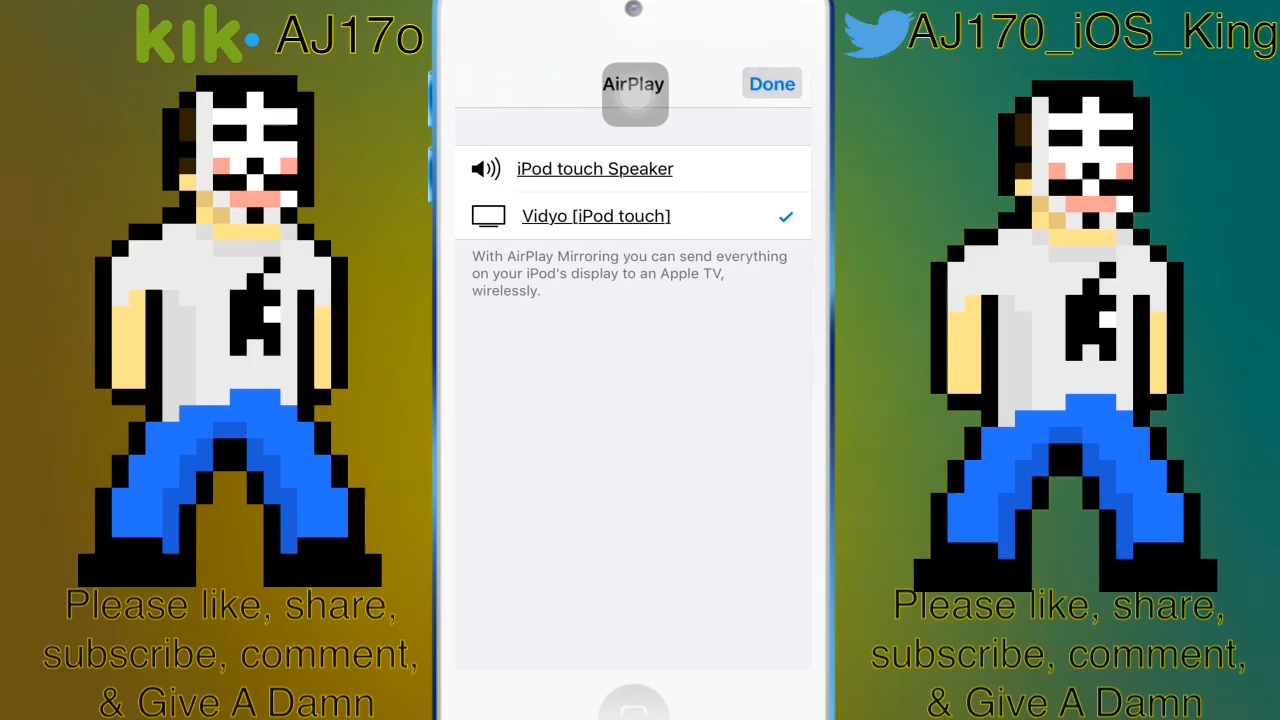 kik• AJ17o
AJ170_iOS_King
AirPlay
Done
iPod touch Speaker
Vidyo [iPod touch]
With AirPlay Mirroring you can send everything
on your iPod's display to an Apple TV,
wirelessly.
Please like, share,
subscribe, comment,
& Give A Damn
Please like, share,
subscribe, comment,
& Give A Damn